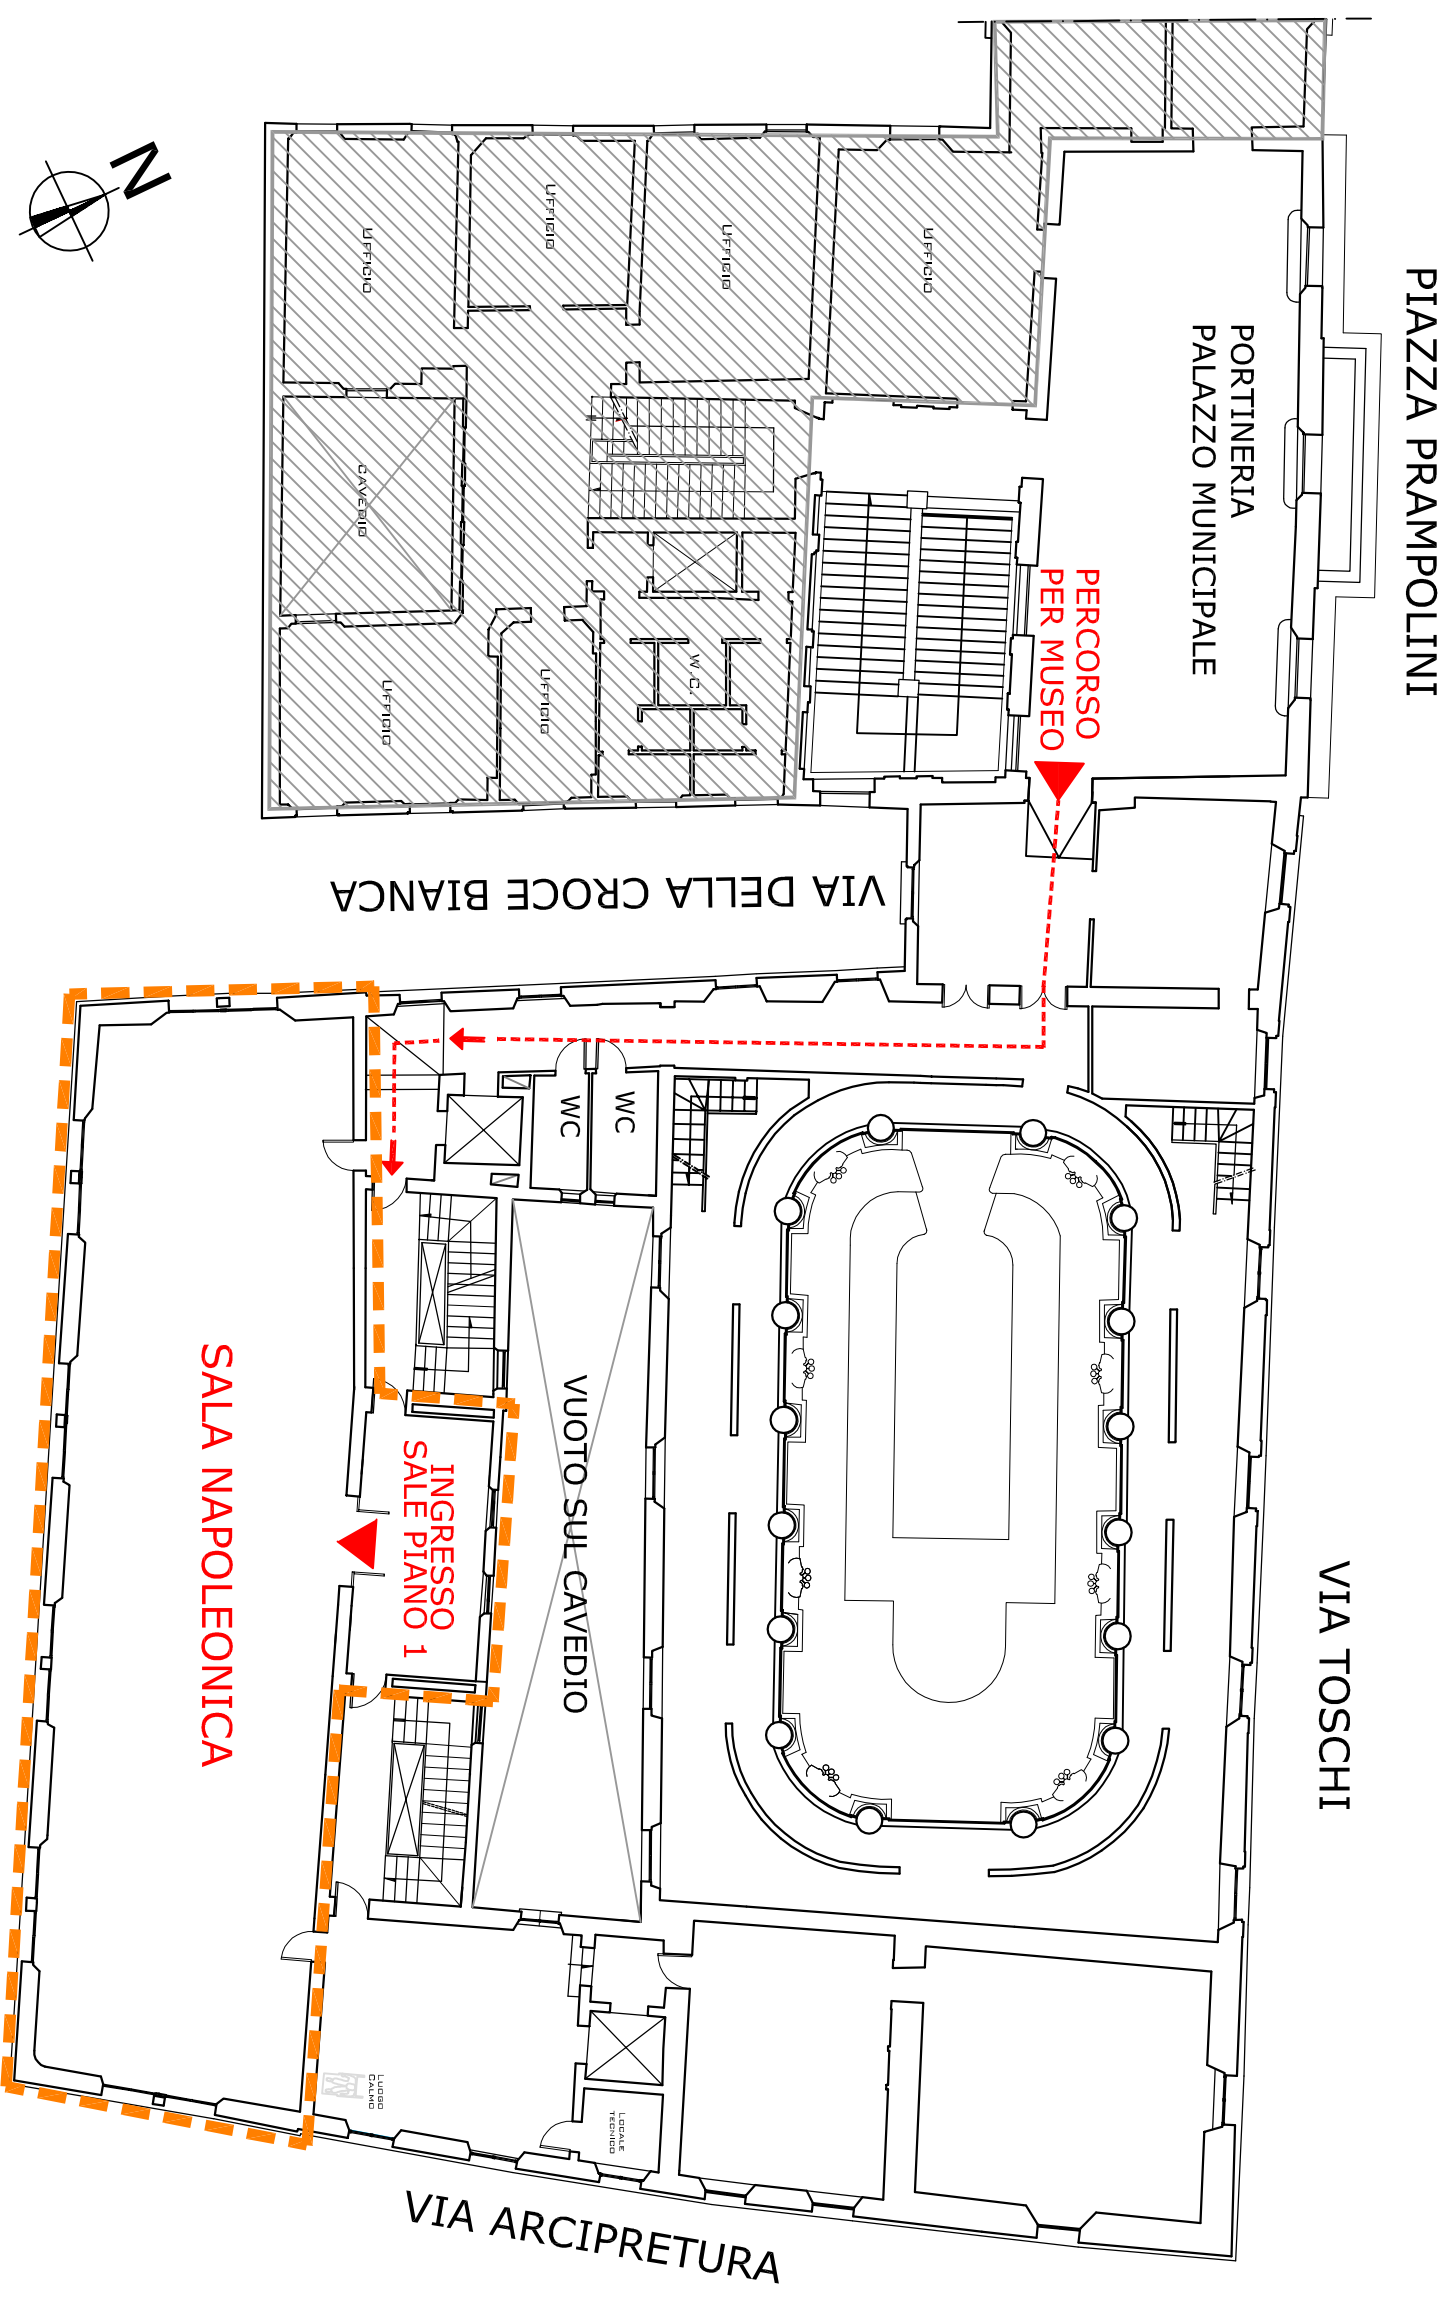 PIAZZA PRAMPOLINI
PORTINERIA
PALAZZO MUNICIPALE
PERCORSO
PER MUSEO
N
UFFICIO
UFFICIO
UFFICIO
UFFICIO
CAVEDIO
W.C.
UFFICIO
UFFICIO
VIA DELLA CROCE BIANCA
WC
WC
VUOTO SUL CAVEDIO
INGRESSO
SALE PIANO 1
SALA NAPOLEONICA
VIA TOSCHI
LUOGO
CALMO
LOCALE
TECNICO
VIA ARCIPRETURA